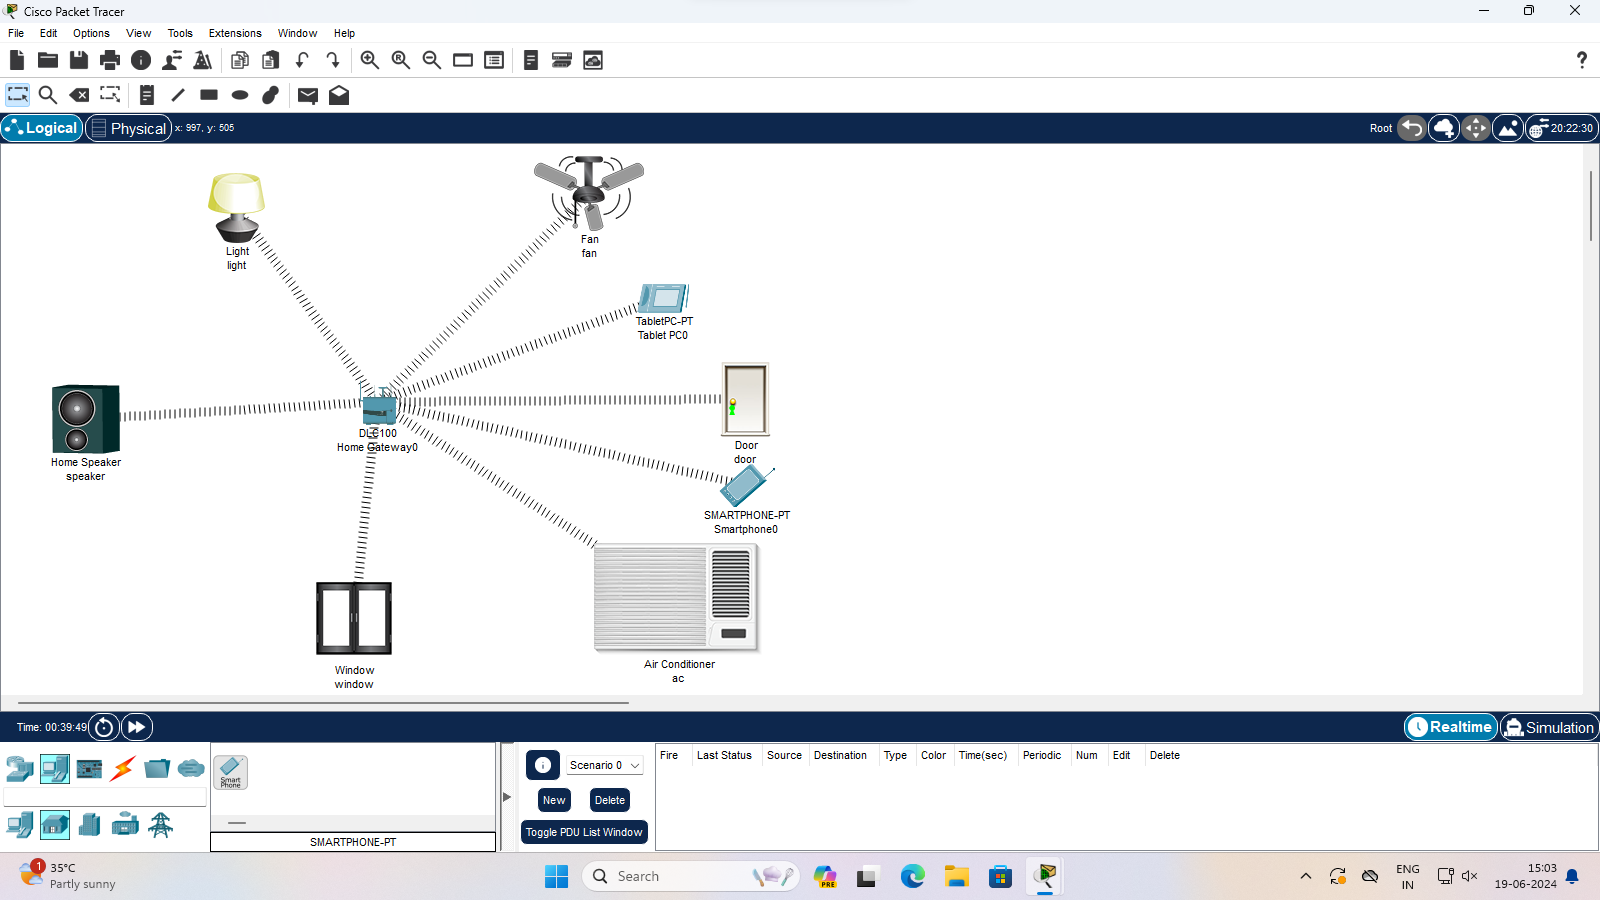 Cisco Packet Tracer
File Edit Options View Tools Extensions Window Help
Logical Physical x: 997, y: 505 Root 20:22:30
Light
light
Fan
fan
TabletPC-PT
Tablet PC0
Door
door
DLC100
Home Gateway0
Home Speaker
speaker
SMARTPHONE-PT
Smartphone0
Window
window
Air Conditioner
ac
Time: 00:39:49 Realtime Simulation
Smart
Phone
SMARTPHONE-PT
Scenario 0
New Delete
Toggle PDU List Window
Fire Last Status Source Destination Type Color Time(sec) Periodic Num Edit Delete
1
35°C
Partly sunny
Search
PRE
ENG
IN
15:03
19-06-2024